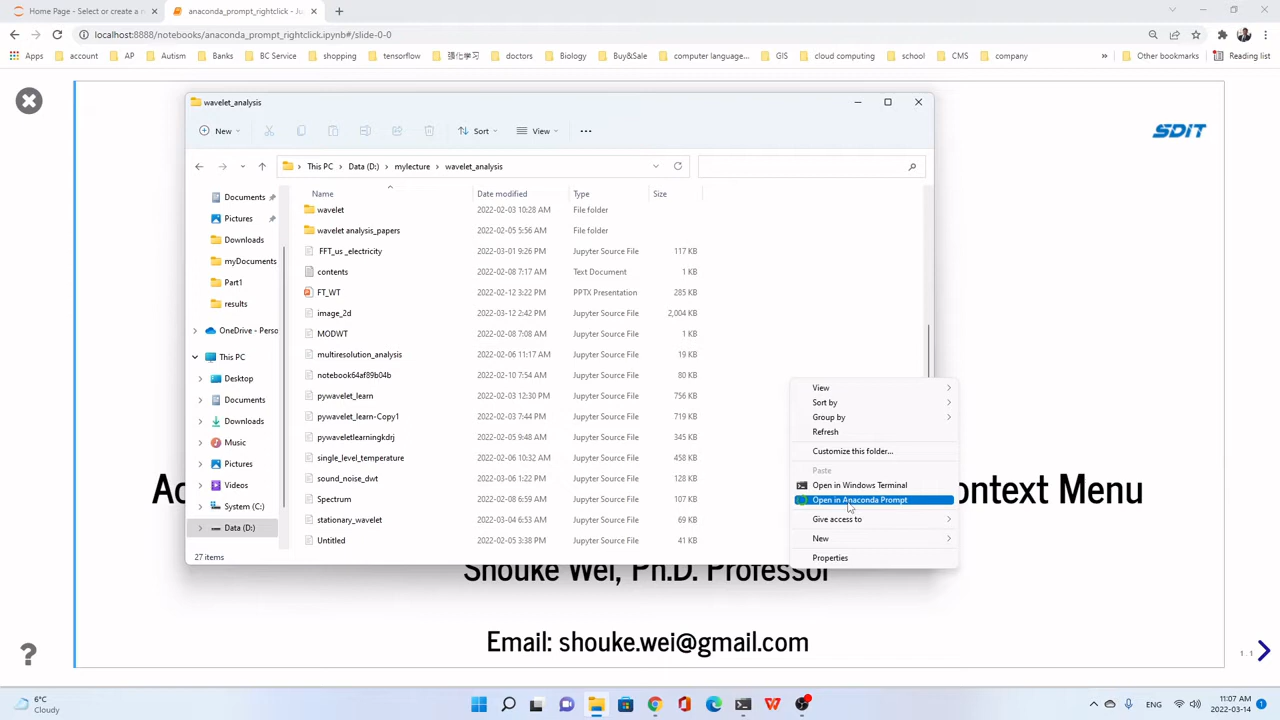 Home Page - Select or create a n
anaconda_prompt_rightclick - Ju
localhost:8888/notebooks/anaconda_prompt_rightclick.ipynb#/slide-0-0
Apps account AP Autism Banks BC Service shopping tensorflow 强化学习 doctors Biology Buy&Sale computer language... GIS cloud computing school CMS company » Other bookmarks Reading list
SDIT
wavelet_analysis
New Sort View
This PC Data (D:) mylecture wavelet_analysis
Name Date modified Type Size
Documents
Pictures
Downloads
myDocuments
Part1
results
OneDrive - Perso
This PC
Desktop
Documents
Downloads
Music
Pictures
Videos
System (C:)
Data (D:)
wavelet 2022-02-03 10:28 AM File folder
wavelet analysis_papers 2022-02-05 5:56 AM File folder
FFT_us _electricity 2022-03-01 9:26 PM Jupyter Source File 117 KB
contents 2022-02-08 7:17 AM Text Document 1 KB
FT_WT 2022-02-12 3:22 PM PPTX Presentation 285 KB
image_2d 2022-03-12 2:42 PM Jupyter Source File 2,004 KB
MODWT 2022-02-08 7:08 AM Jupyter Source File 1 KB
multiresolution_analysis 2022-02-06 11:17 AM Jupyter Source File 19 KB
notebook64af89b04b 2022-02-10 7:54 AM Jupyter Source File 80 KB
pywavelet_learn 2022-02-03 12:30 PM Jupyter Source File 756 KB
pywavelet_learn-Copy1 2022-02-03 7:44 PM Jupyter Source File 719 KB
pywaveletlearningkdrj 2022-02-05 9:48 AM Jupyter Source File 345 KB
single_level_temperature 2022-02-06 10:32 AM Jupyter Source File 458 KB
sound_noise_dwt 2022-03-06 1:22 PM Jupyter Source File 128 KB
Spectrum 2022-02-08 6:59 AM Jupyter Source File 107 KB
stationary_wavelet 2022-03-04 6:53 AM Jupyter Source File 69 KB
Untitled 2022-02-05 3:38 PM Jupyter Source File 41 KB
27 items
View
Sort by
Group by
Refresh
Customize this folder...
Paste
Open in Windows Terminal
Open in Anaconda Prompt
Give access to
New
Properties
Ac ontext Menu
Shouke Wei, Ph.D. Professor
Email: shouke.wei@gmail.com
?
1.1
6°C
Cloudy
ENG
11:07 AM
2022-03-14